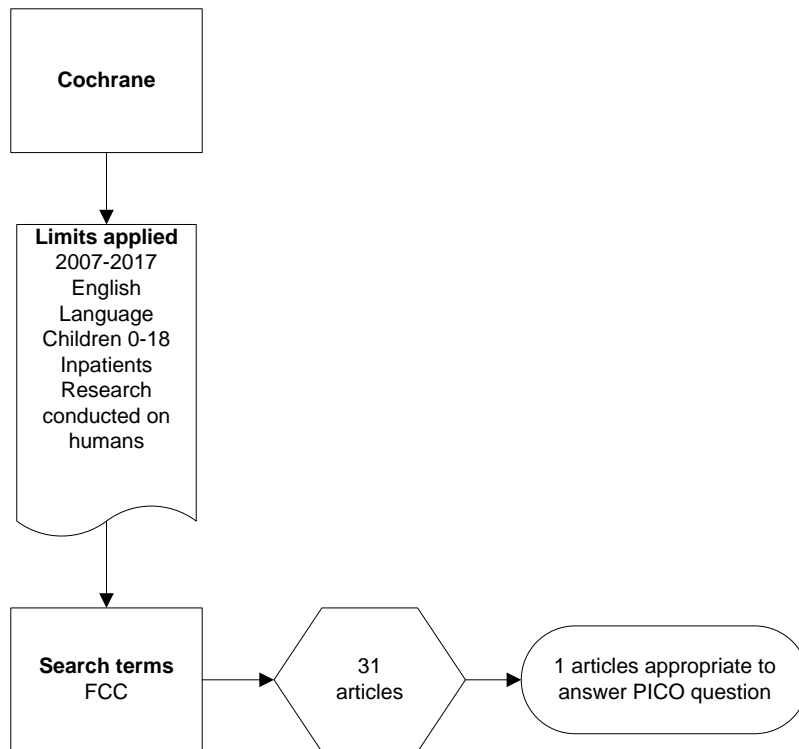 Cochrane
Limits applied
2007-2017
English
Language
Children 0-18
Inpatients
Research
conducted on
humans
Search terms
FCC
31
articles
1 articles appropriate to
answer PICO question